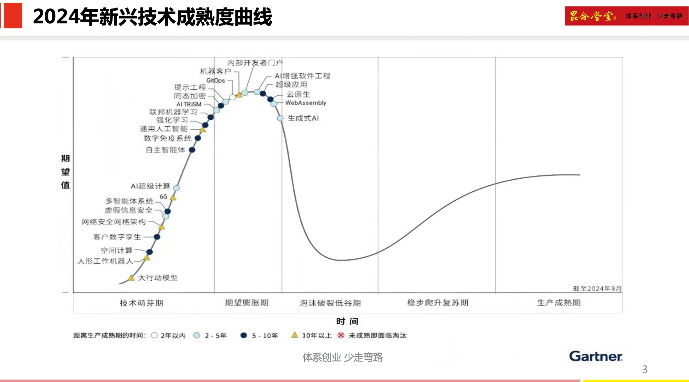 2024年新兴技术成熟度曲线
昆仑学堂 体系创业 少走弯路
内部开发者门户
机器客户
GitOps
AI增强软件工程
提示工程
超级应用
同态加密
云原生
AI TRiSM
WebAssembly
联邦机器学习
强化学习
生成式AI
通用人工智能
数字免疫系统
自主智能体
期望值
AI超级计算
6G
多智能体系统
虚假信息安全
网络安全网格架构
客户数字孪生
空间计算
人形工作机器人
大行动模型
截至2024年8月
技术萌芽期 期望膨胀期 泡沫破裂低谷期 稳步爬升复苏期 生产成熟期
时 间
距离生产成熟期的时间: 2年以内 2 - 5年 5 - 10年 10年以上 未成熟即面临淘汰
体系创业 少走弯路
Gartner
3